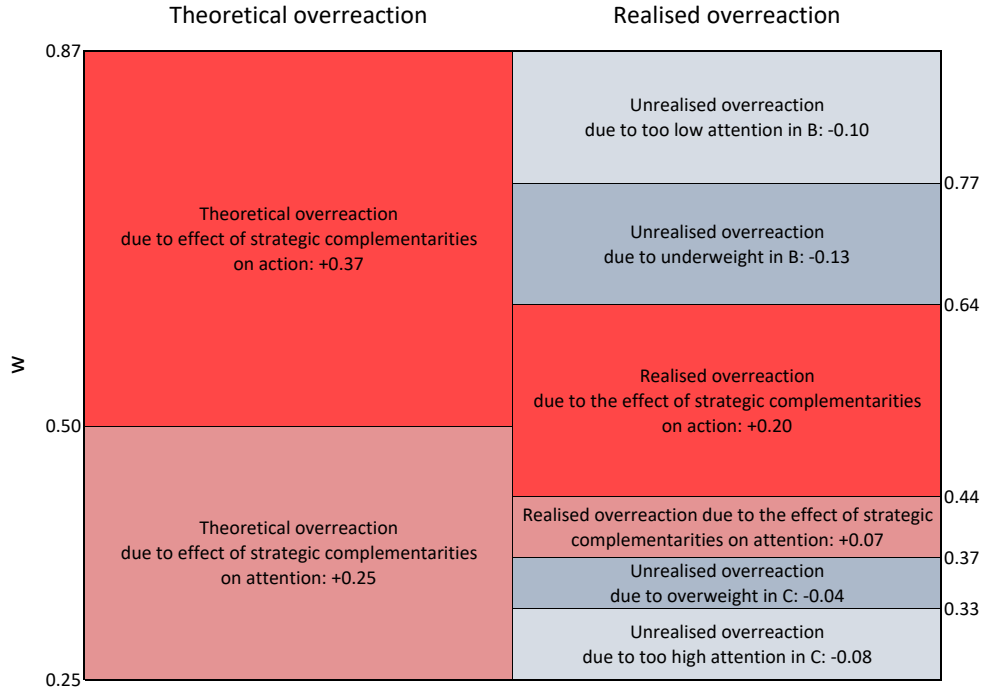 Theoretical overreaction
Realised overreaction
0.87
Unrealised overreaction
due to too low attention in B: -0.10
0.77
Theoretical overreaction
due to effect of strategic complementarities
on action: +0.37
Unrealised overreaction
due to underweight in B: -0.13
0.64
w
Realised overreaction
due to the effect of strategic complementarities
on action: +0.20
0.50
0.44
Theoretical overreaction
due to effect of strategic complementarities
on attention: +0.25
Realised overreaction due to the effect of strategic
complementarities on attention: +0.07
0.37
Unrealised overreaction
due to overweight in C: -0.04
0.33
Unrealised overreaction
due to too high attention in C: -0.08
0.25